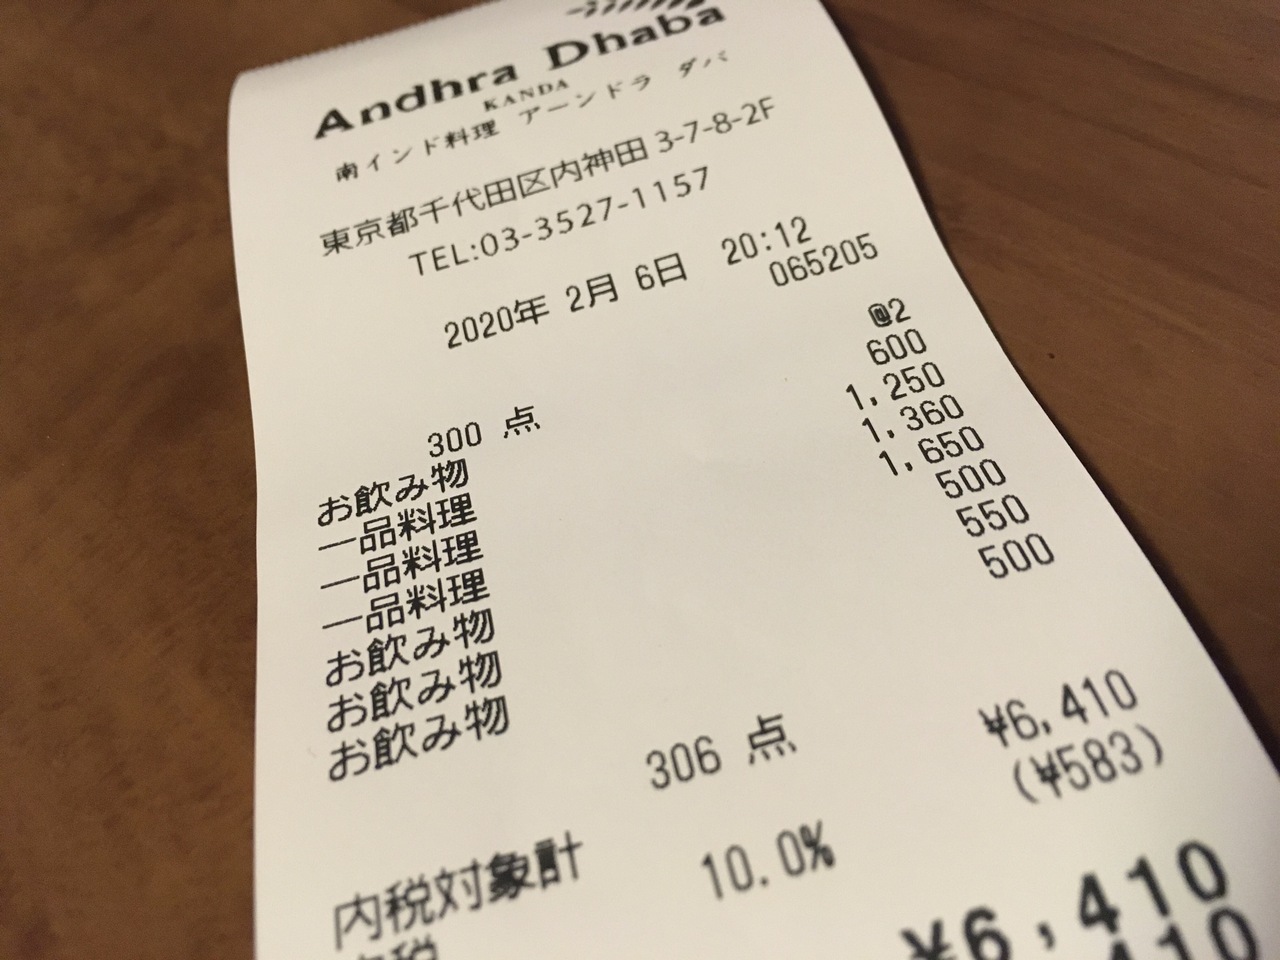 Andhra Dhaba
KANDA
南インド料理 アーンドラ ダバ
東京都千代田区内神田 3-7-8-2F
TEL:03-3527-1157
2020年 2月 6日 20:12
065205
300 点 @2
お飲み物 600
一品料理 1,250
一品料理 1,360
一品料理 1,650
お飲み物 500
お飲み物 550
お飲み物 500
306 点
内税対象計 ¥6,410
内税 10.0% (¥583)
¥6,410